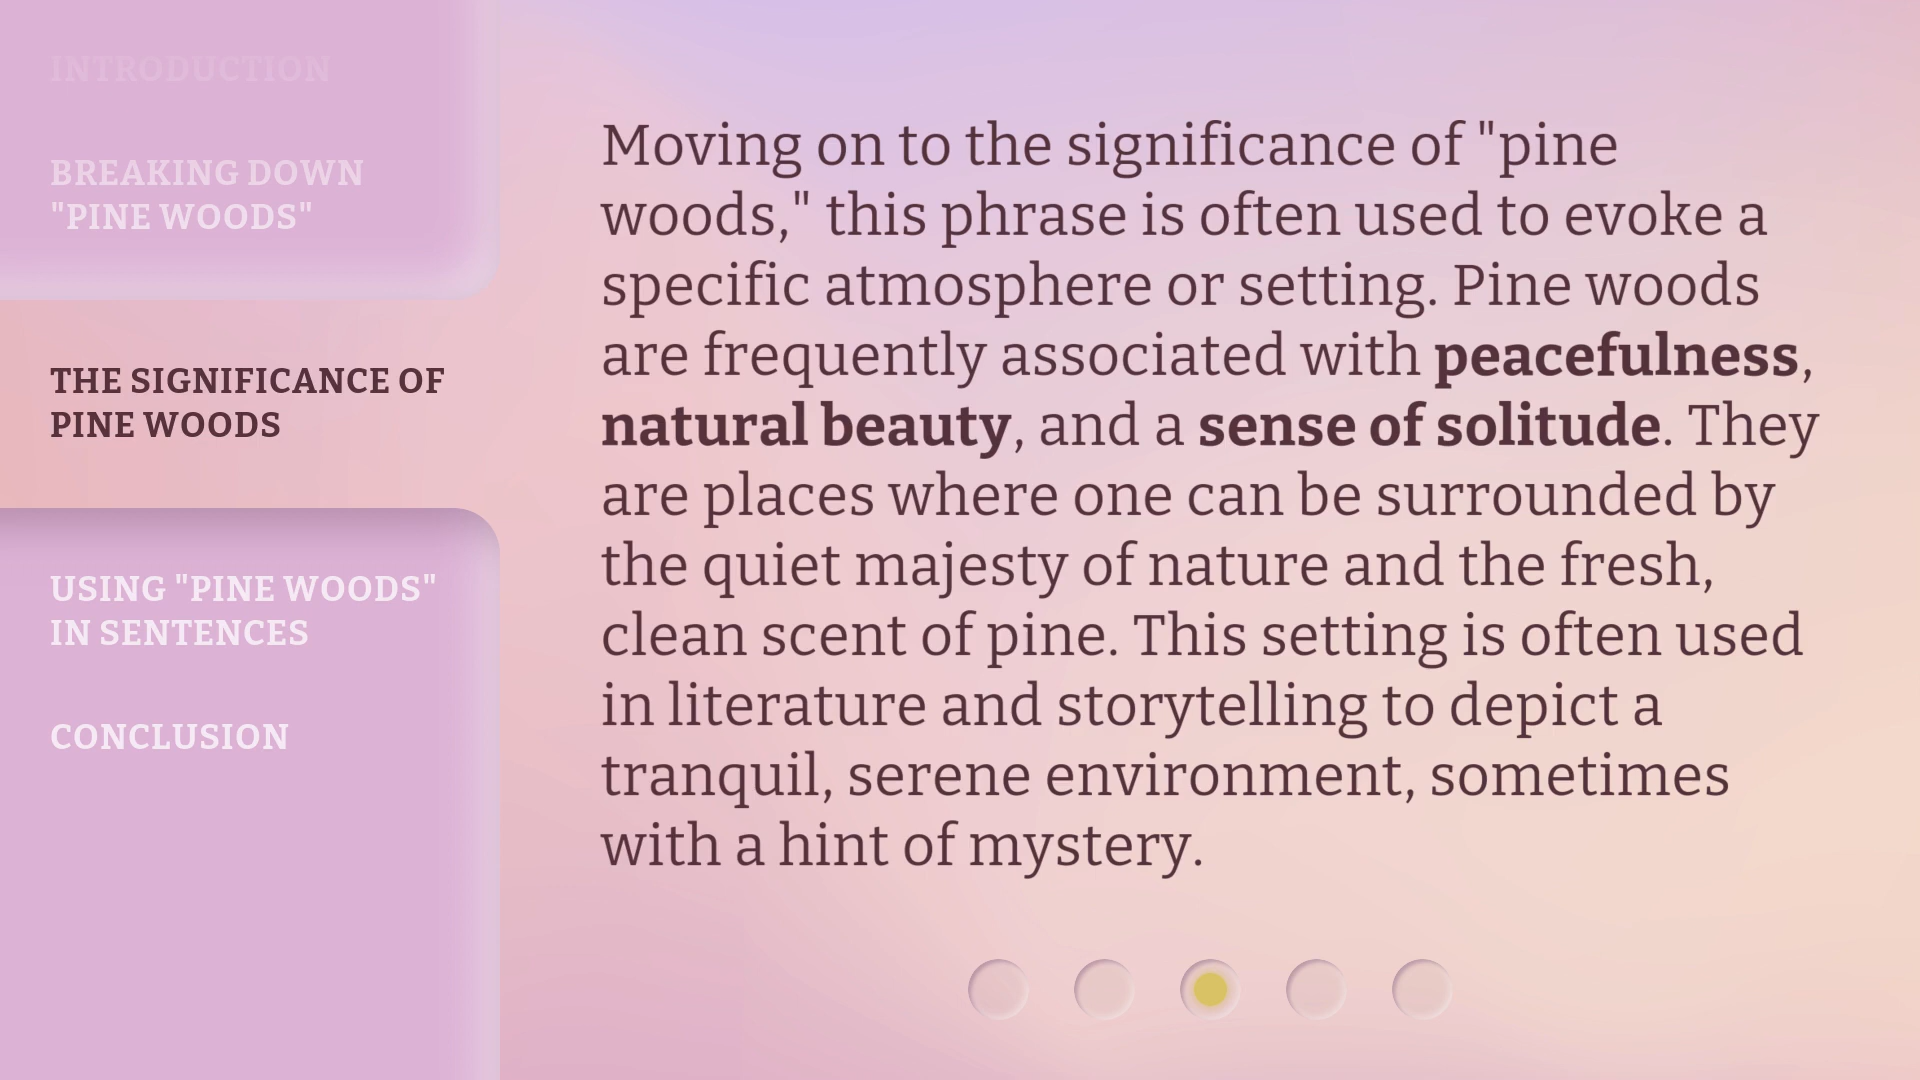 INTRODUCTION
BREAKING DOWN
"PINE WOODS"
THE SIGNIFICANCE OF
PINE WOODS
USING "PINE WOODS"
IN SENTENCES
CONCLUSION
Moving on to the significance of "pine
woods," this phrase is often used to evoke a
specific atmosphere or setting. Pine woods
are frequently associated with peacefulness,
natural beauty, and a sense of solitude. They
are places where one can be surrounded by
the quiet majesty of nature and the fresh,
clean scent of pine. This setting is often used
in literature and storytelling to depict a
tranquil, serene environment, sometimes
with a hint of mystery.